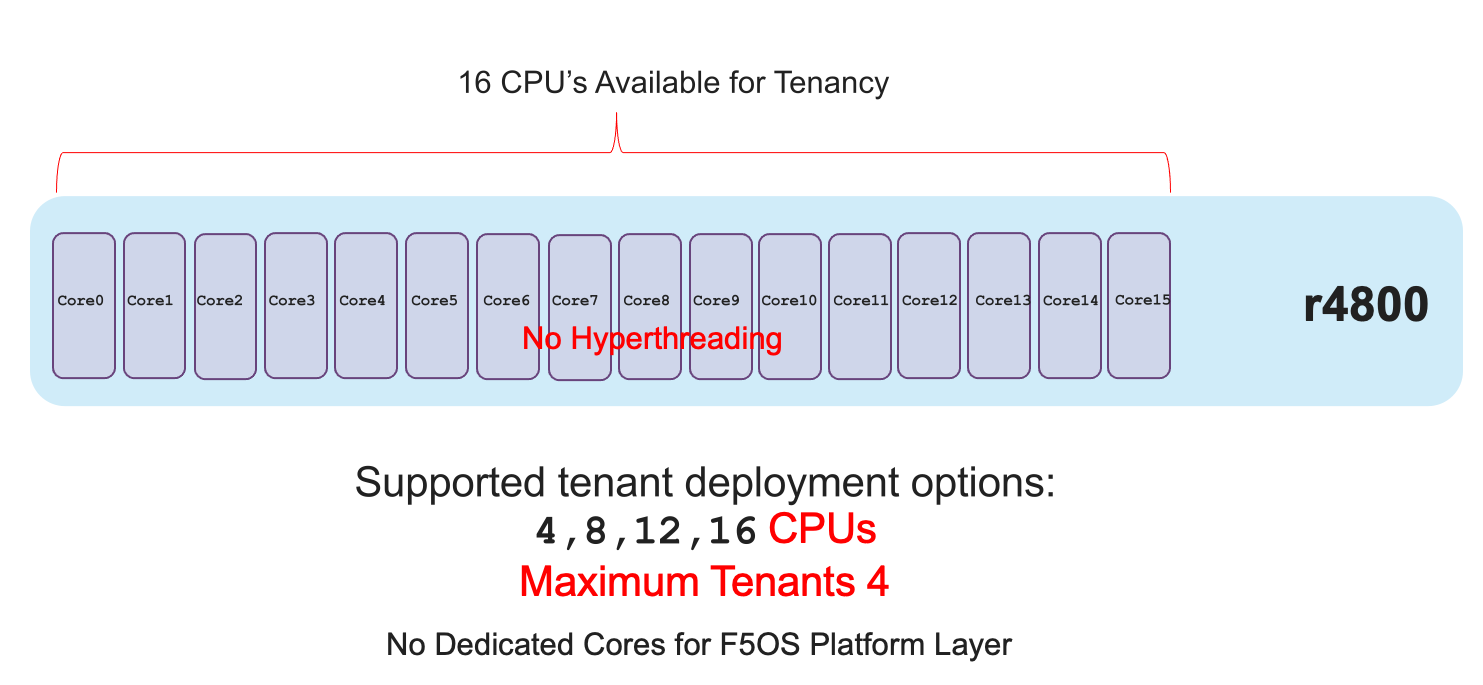 16 CPU’s Available for Tenancy
Core0 Core1 Core2 Core3 Core4 Core5 Core6 Core7 Core8 Core9 Core10 Core11 Core12 Core13 Core14 Core15
r4800
No Hyperthreading
Supported tenant deployment options:
4,8,12,16 CPUs
Maximum Tenants 4
No Dedicated Cores for F5OS Platform Layer